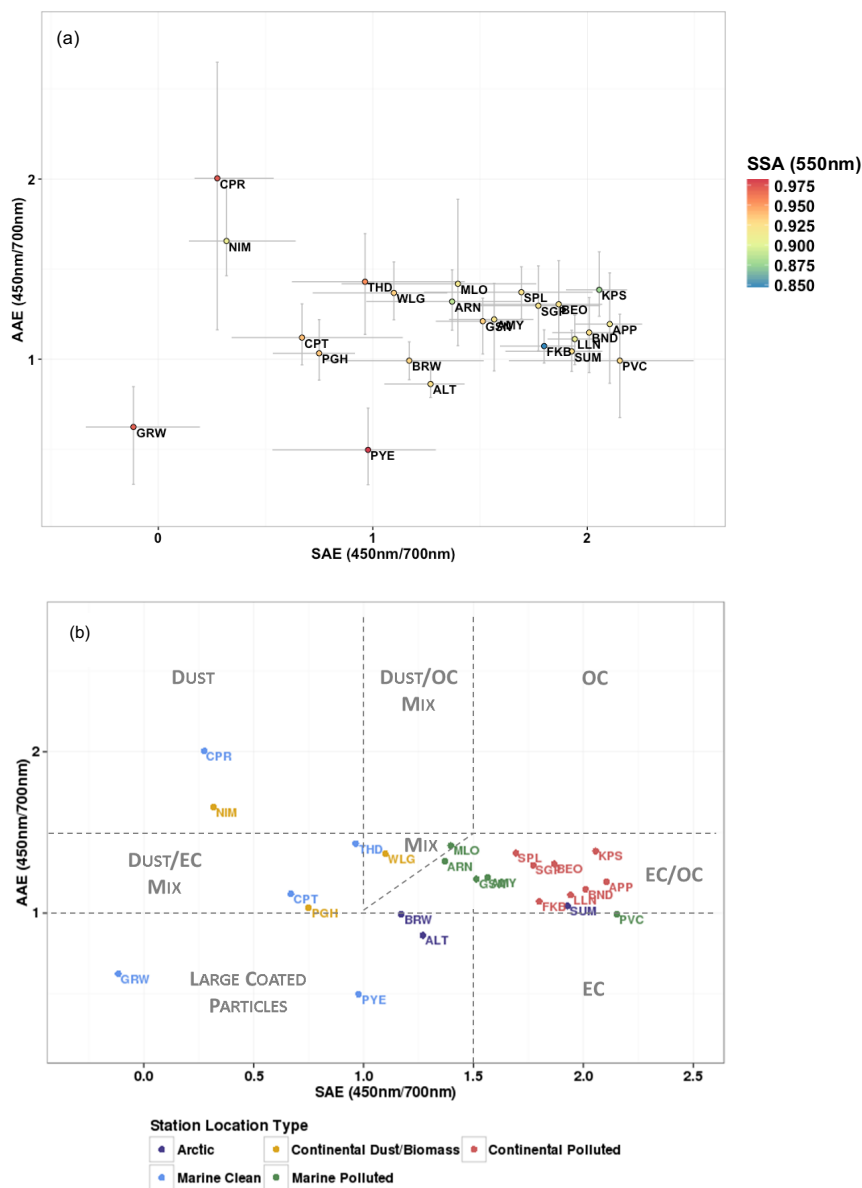 (a)
SSA (550nm)
0.975
0.950
0.925
0.900
0.875
0.850
AAE (450nm/700nm)
2
1
CPR
NIM
THD
WLG
MLO
ARN
SPL
SGP
BEO
KPS
GSN
AMY
APP
BND
LLN
FKB
SUM
PVC
CPT
PGH
BRW
ALT
GRW
PYE
0
1
2
SAE (450nm/700nm)
(b)
DUST
DUST/OC
MIX
OC
AAE (450nm/700nm)
2
1
CPR
NIM
MIX
THD
WLG
MLO
ARN
SPL
SGP
BEO
KPS
DUST/EC
MIX
EC/OC
GSN
AMY
APP
BND
LLN
FKB
SUM
PVC
CPT
PGH
BRW
ALT
GRW
LARGE COATED
PARTICLES
PYE
EC
0.0
0.5
1.0
1.5
2.0
2.5
SAE (450nm/700nm)
Station Location Type
Arctic
Continental Dust/Biomass
Continental Polluted
Marine Clean
Marine Polluted